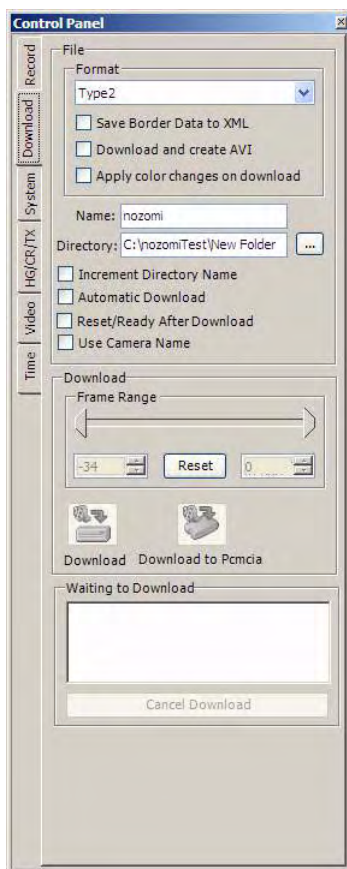 Control Panel
Record
Download
System
HG/CR/TX
Video
Time
File
Format
Type2
Save Border Data to XML
Download and create AVI
Apply color changes on download
Name: nozomi
Directory: C:\nozomiTest\New Folder ...
Increment Directory Name
Automatic Download
Reset/Ready After Download
Use Camera Name
Download
Frame Range
-34 Reset 0
Download Download to Pcmcia
Waiting to Download
Cancel Download